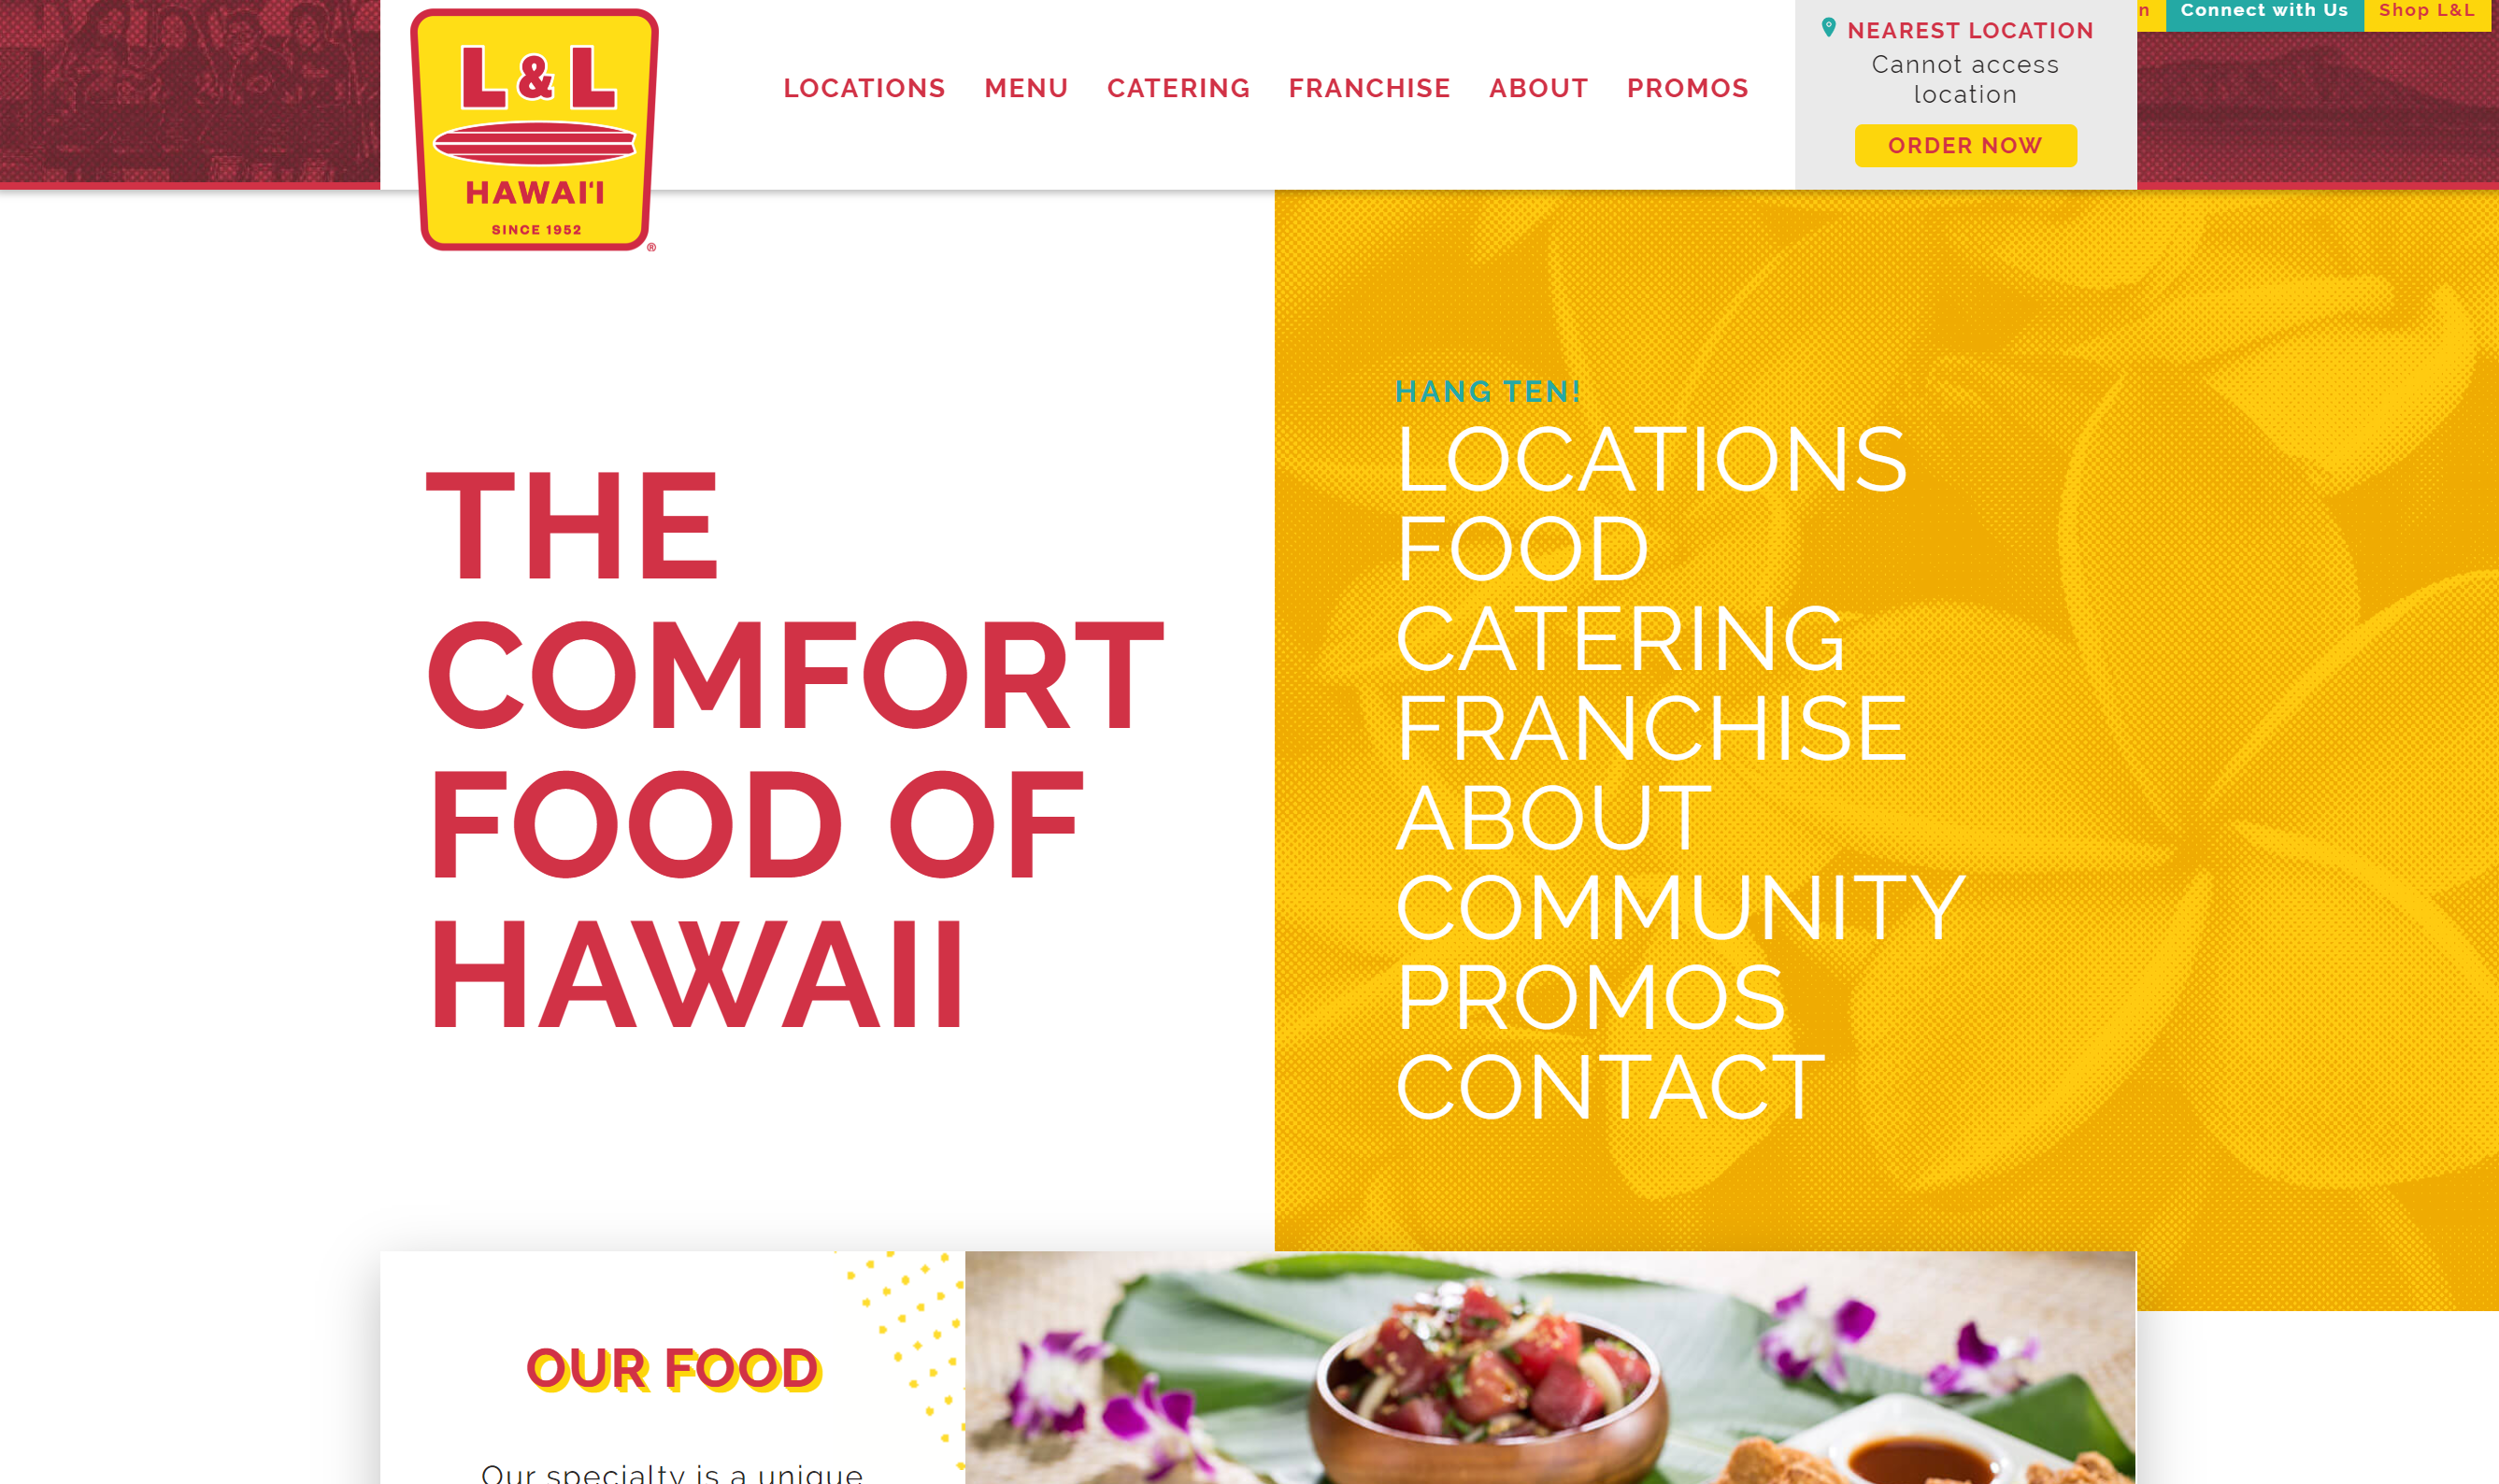 L & L
HAWAI'I
SINCE 1952
®
LOCATIONS MENU CATERING FRANCHISE ABOUT PROMOS
NEAREST LOCATION
Cannot access
location
ORDER NOW
Connect with Us
Shop L&L
THE
COMFORT
FOOD OF
HAWAII
HANG TEN!
LOCATIONS
FOOD
CATERING
FRANCHISE
ABOUT
COMMUNITY
PROMOS
CONTACT
OUR FOOD
Our specialty is a unique